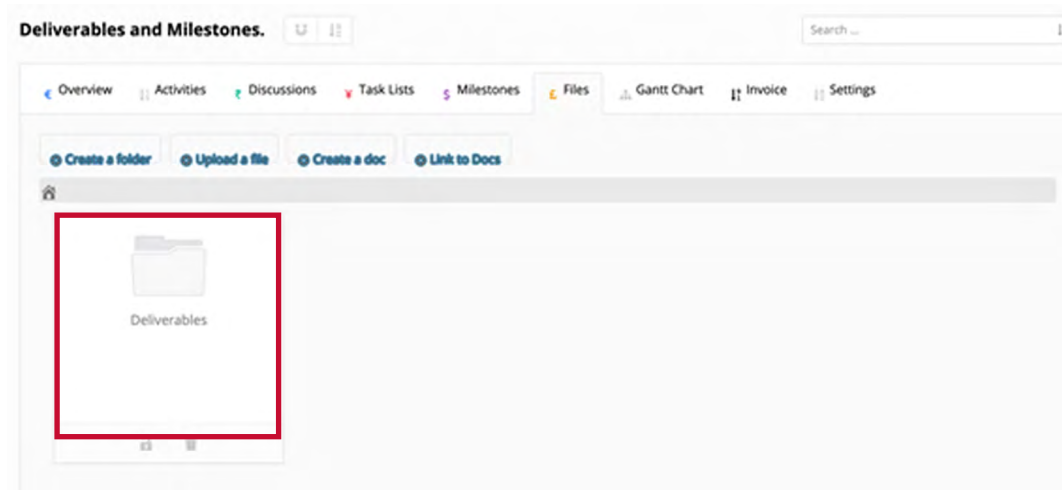 Deliverables and Milestones.
Search ...
Overview Activities Discussions Task Lists Milestones Files Gantt Chart Invoice Settings
Create a folder Upload a file Create a doc Link to Docs
Deliverables